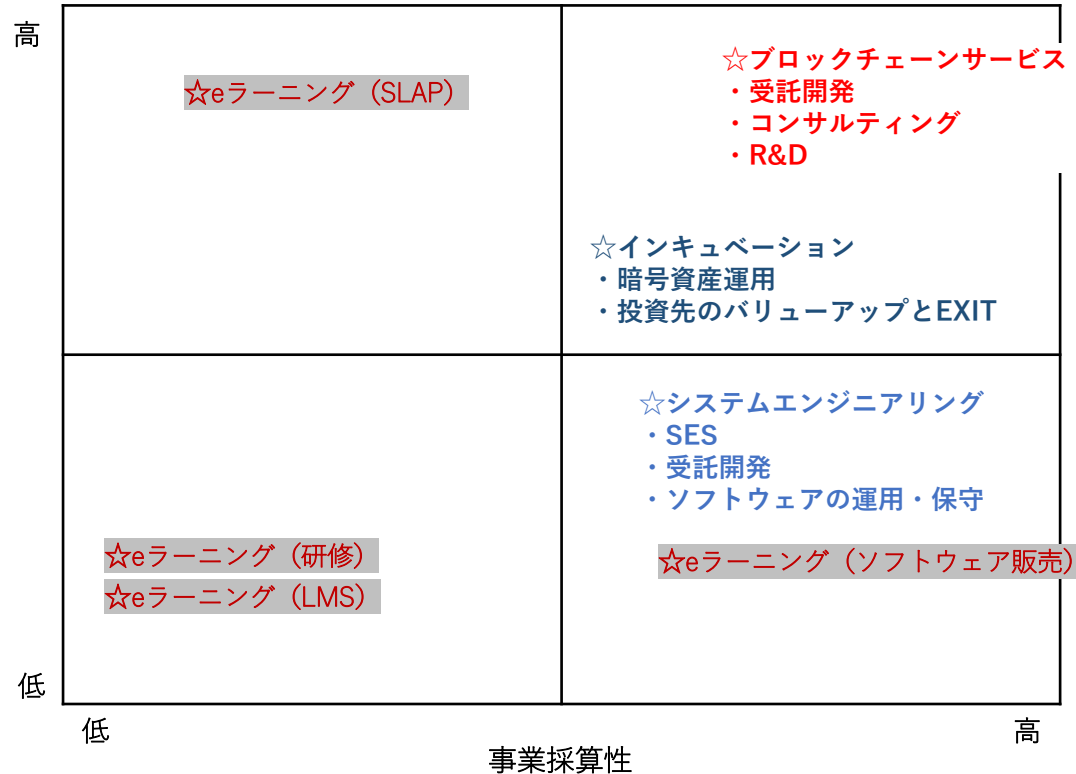 高
☆eラーニング（SLAP）
☆ブロックチェーンサービス
・受託開発
・コンサルティング
・R&D
☆インキュベーション
・暗号資産運用
・投資先のバリューアップとEXIT
☆システムエンジニアリング
・SES
・受託開発
・ソフトウェアの運用・保守
☆eラーニング（研修）
☆eラーニング（LMS）
☆eラーニング（ソフトウェア販売）
低
低
高
事業採算性